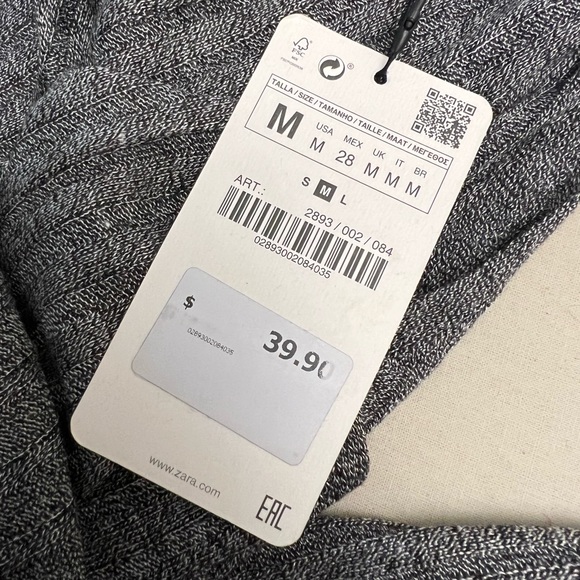 FSC
®
TALLA / SIZE / TAMANHO / TAILLE / MAAT / ΜΕΓΕΘΟΣ
M
USA MEX UK IT BR
M 28 M M M
S M L
ART.: 2893 / 002 / 084
02893002084035
$
39.90
02893002084035
www.zara.com
EAC